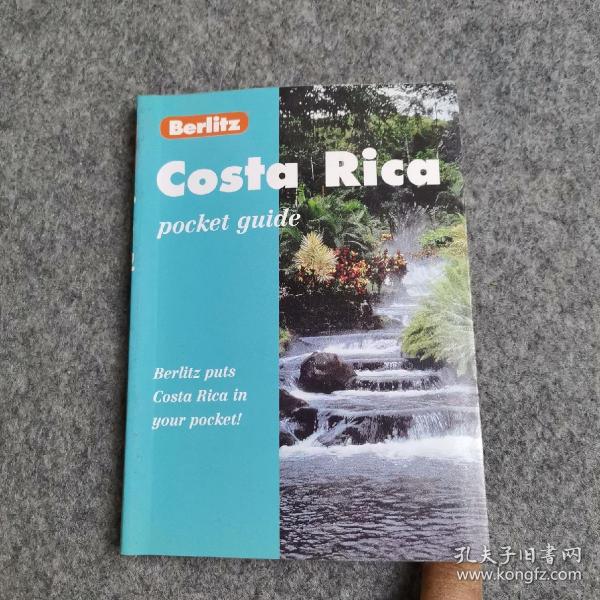 Berlitz
Costa Rica
pocket guide
Berlitz puts
Costa Rica in
your pocket!
孔夫子旧书网
www.kongfz.com